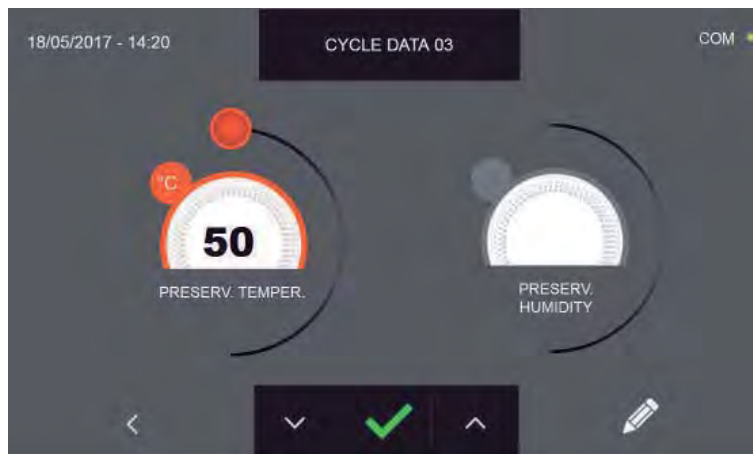 18/05/2017 - 14:20
CYCLE DATA 03
COM
°C
50
PRESERV. TEMPER.
PRESERV.
HUMIDITY